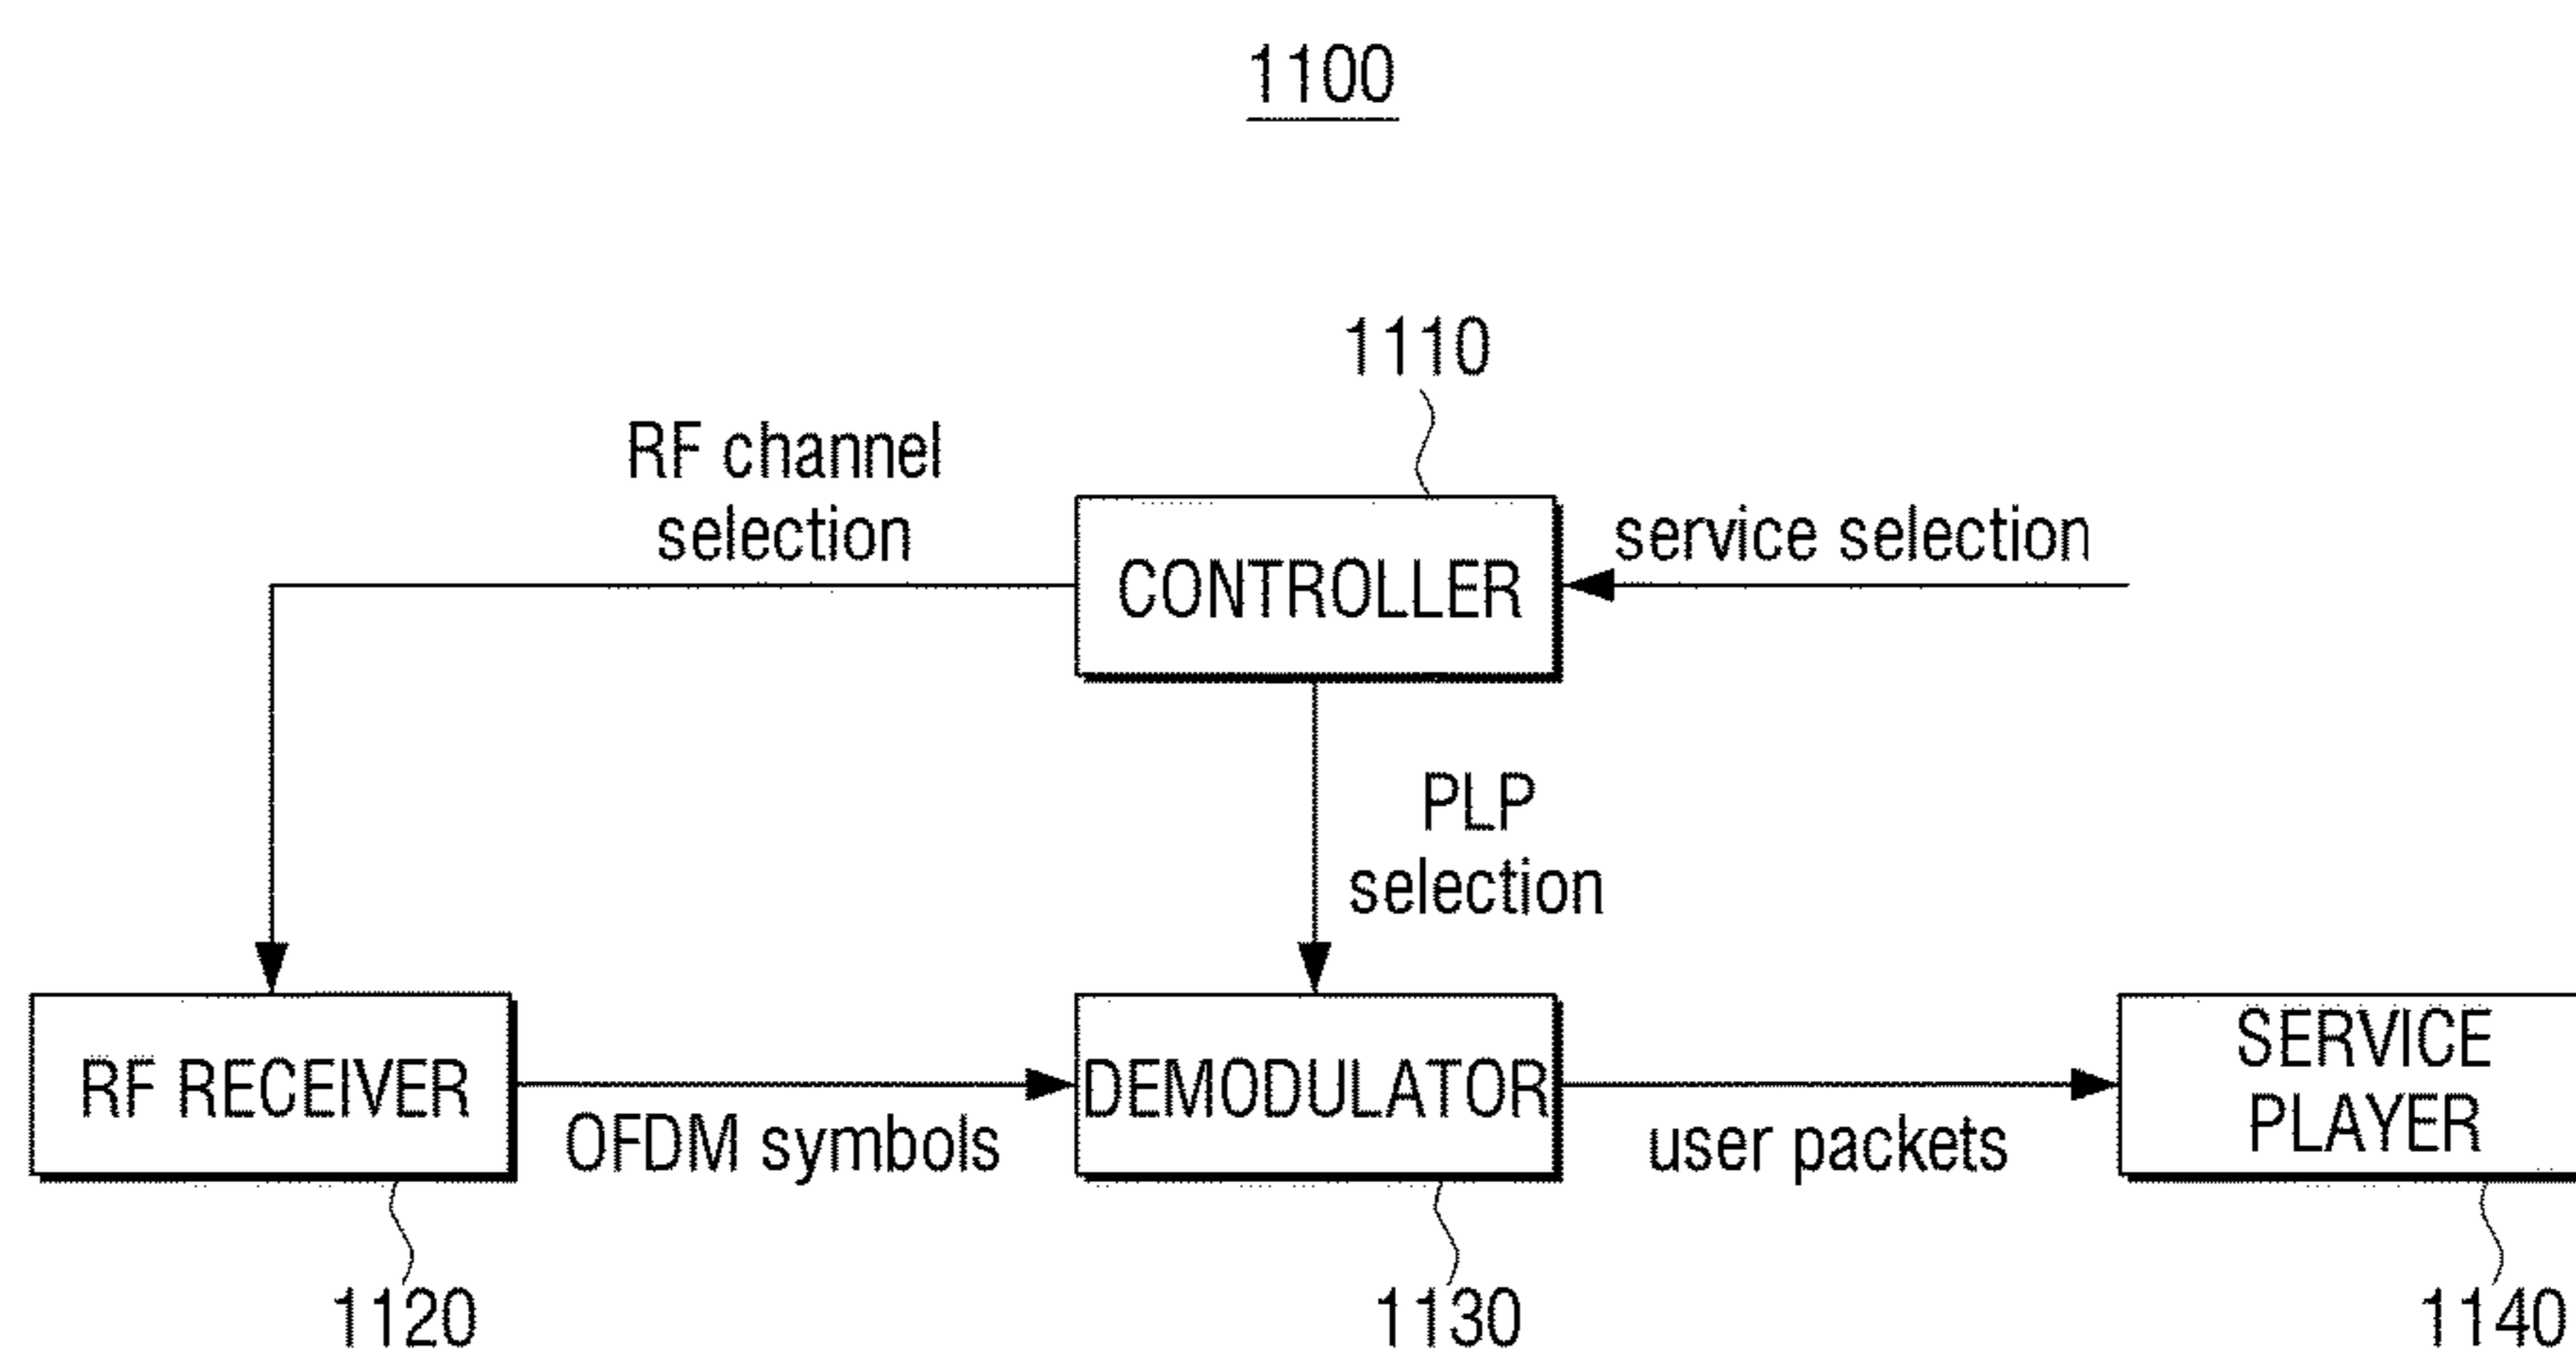 1100
1110
RF channel
selection
service selection
CONTROLLER
PLP
selection
RF RECEIVER
OFDM symbols
DEMODULATOR
user packets
SERVICE
PLAYER
1120
1130
1140